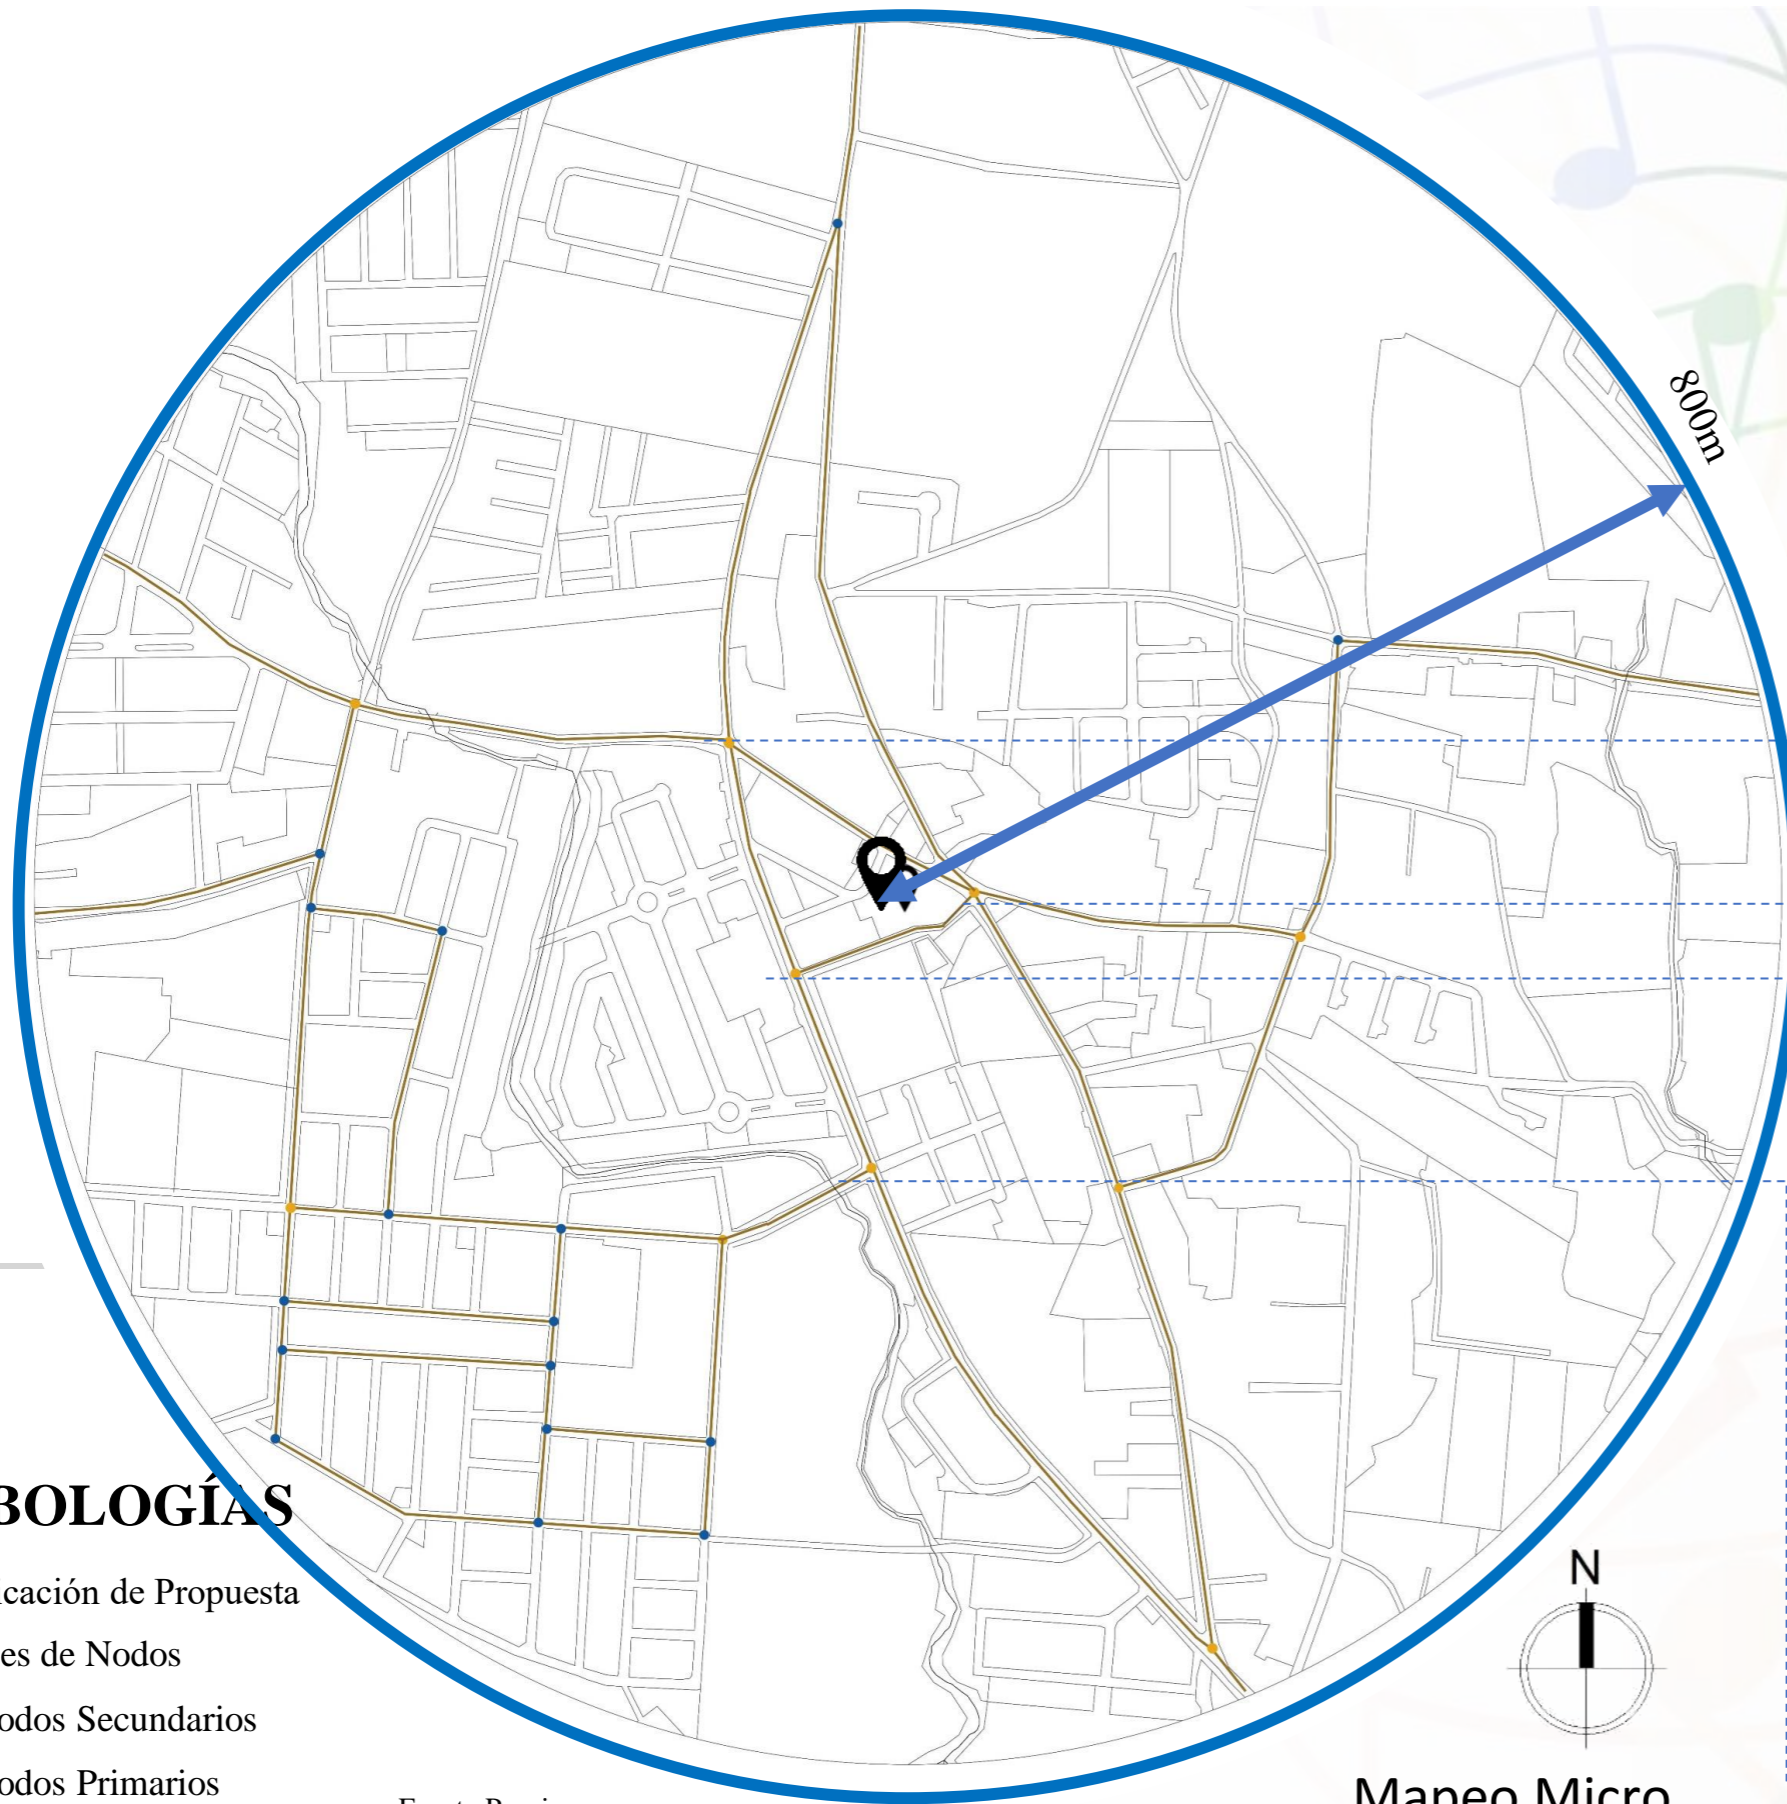 800m
BOLOGÍAS
icación de Propuesta
es de Nodos
odos Secundarios
odos Primarios
N
Mapeo Micro